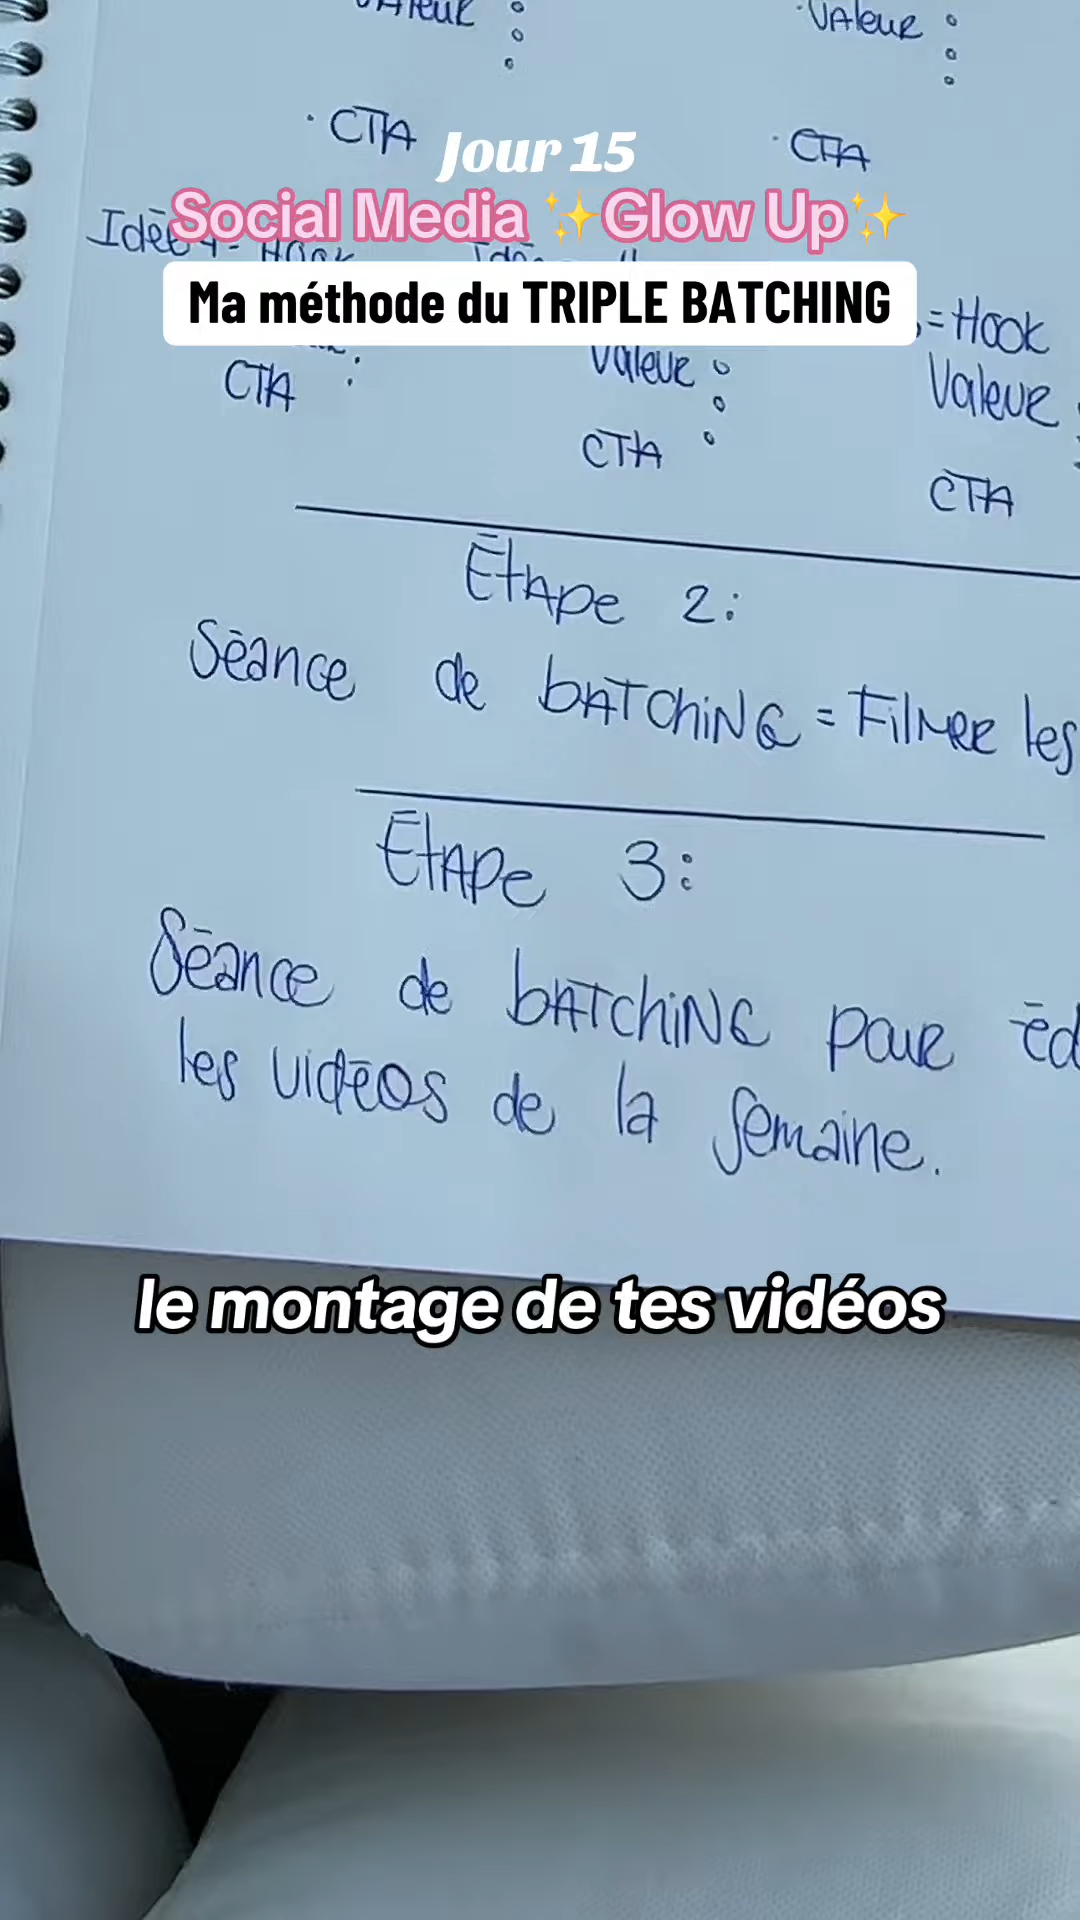 Valeur
· Valeur
· CTA
· CTA
Jour 15
Social Media ✨Glow Up✨
Ma méthode du TRIPLE BATCHING
= Hook
Valeur
Valeur
CTA
CTA
CTA
Étape 2:
Séance de bATChiNG = Filmer les
Étape 3:
Séance de bATChiNG pour éd
les vidéos de la semaine.
le montage de tes vidéos